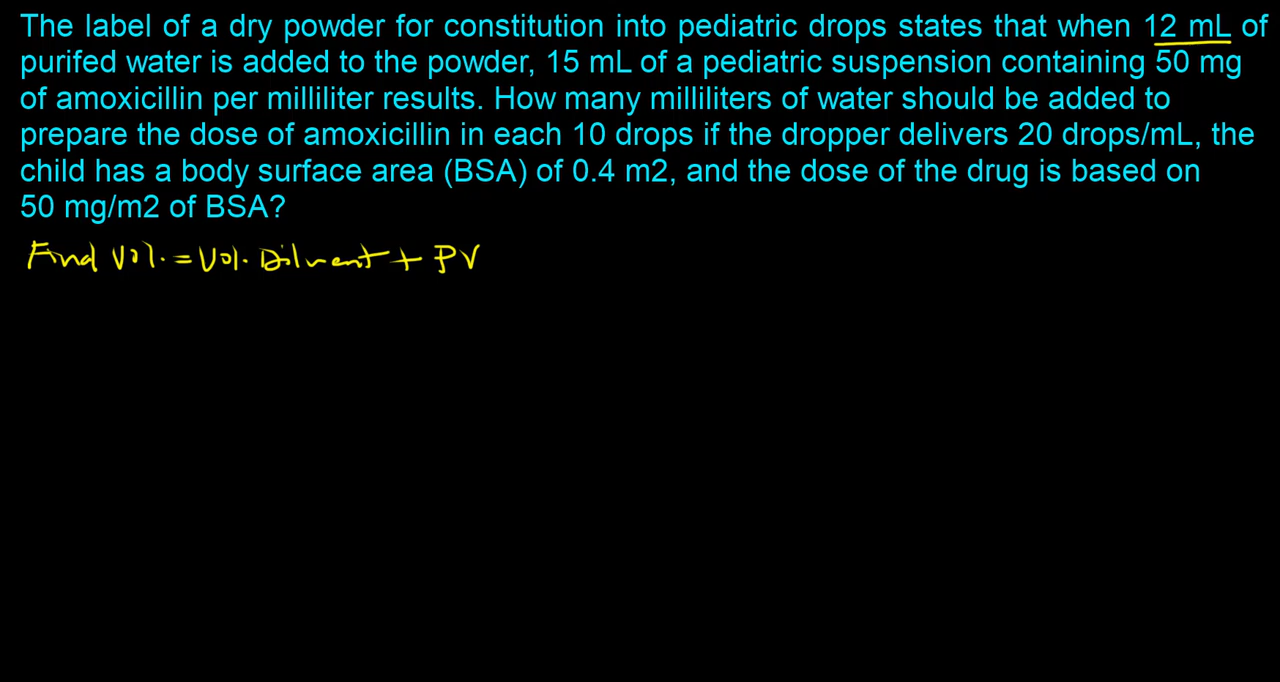 The label of a dry powder for constitution into pediatric drops states that when 12 mL of
purifed water is added to the powder, 15 mL of a pediatric suspension containing 50 mg
of amoxicillin per milliliter results. How many milliliters of water should be added to
prepare the dose of amoxicillin in each 10 drops if the dropper delivers 20 drops/mL, the
child has a body surface area (BSA) of 0.4 m2, and the dose of the drug is based on
50 mg/m2 of BSA?
Final Vol. = Vol. Diluent + PV